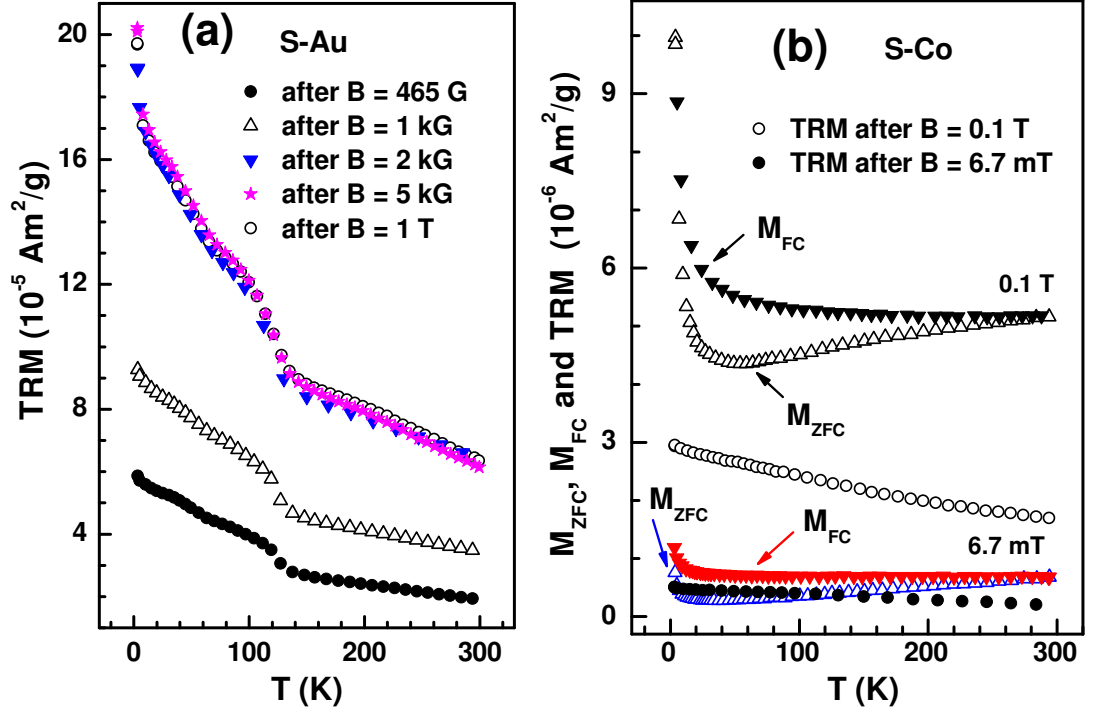 (a)
S-Au
after B = 465 G
after B = 1 kG
after B = 2 kG
after B = 5 kG
after B = 1 T
TRM (10⁻⁵ Am²/g)
20
16
12
8
4
0
100
200
300
T (K)
(b)
S-Co
TRM after B = 0.1 T
TRM after B = 6.7 mT
M_FC
0.1 T
M_ZFC
M_ZFC
M_FC
6.7 mT
M_ZFC, M_FC and TRM (10⁻⁶ Am²/g)
9
6
3
0
0
100
200
300
T (K)